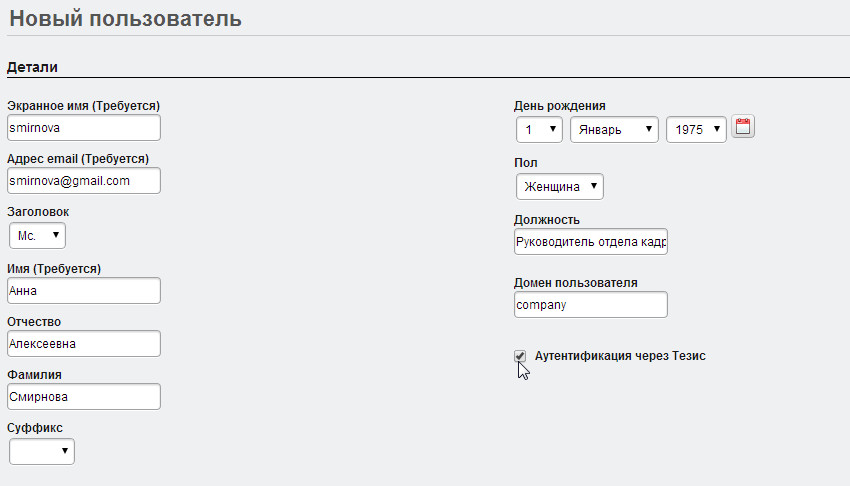 Новый пользователь
Детали
Экранное имя (Требуется)
smirnova
Адрес email (Требуется)
smirnova@gmail.com
Заголовок
Мс.
Имя (Требуется)
Анна
Отчество
Алексеевна
Фамилия
Смирнова
Суффикс
День рождения
1 Январь 1975
Пол
Женщина
Должность
Руководитель отдела кадр
Домен пользователя
company
Аутентификация через Тезис